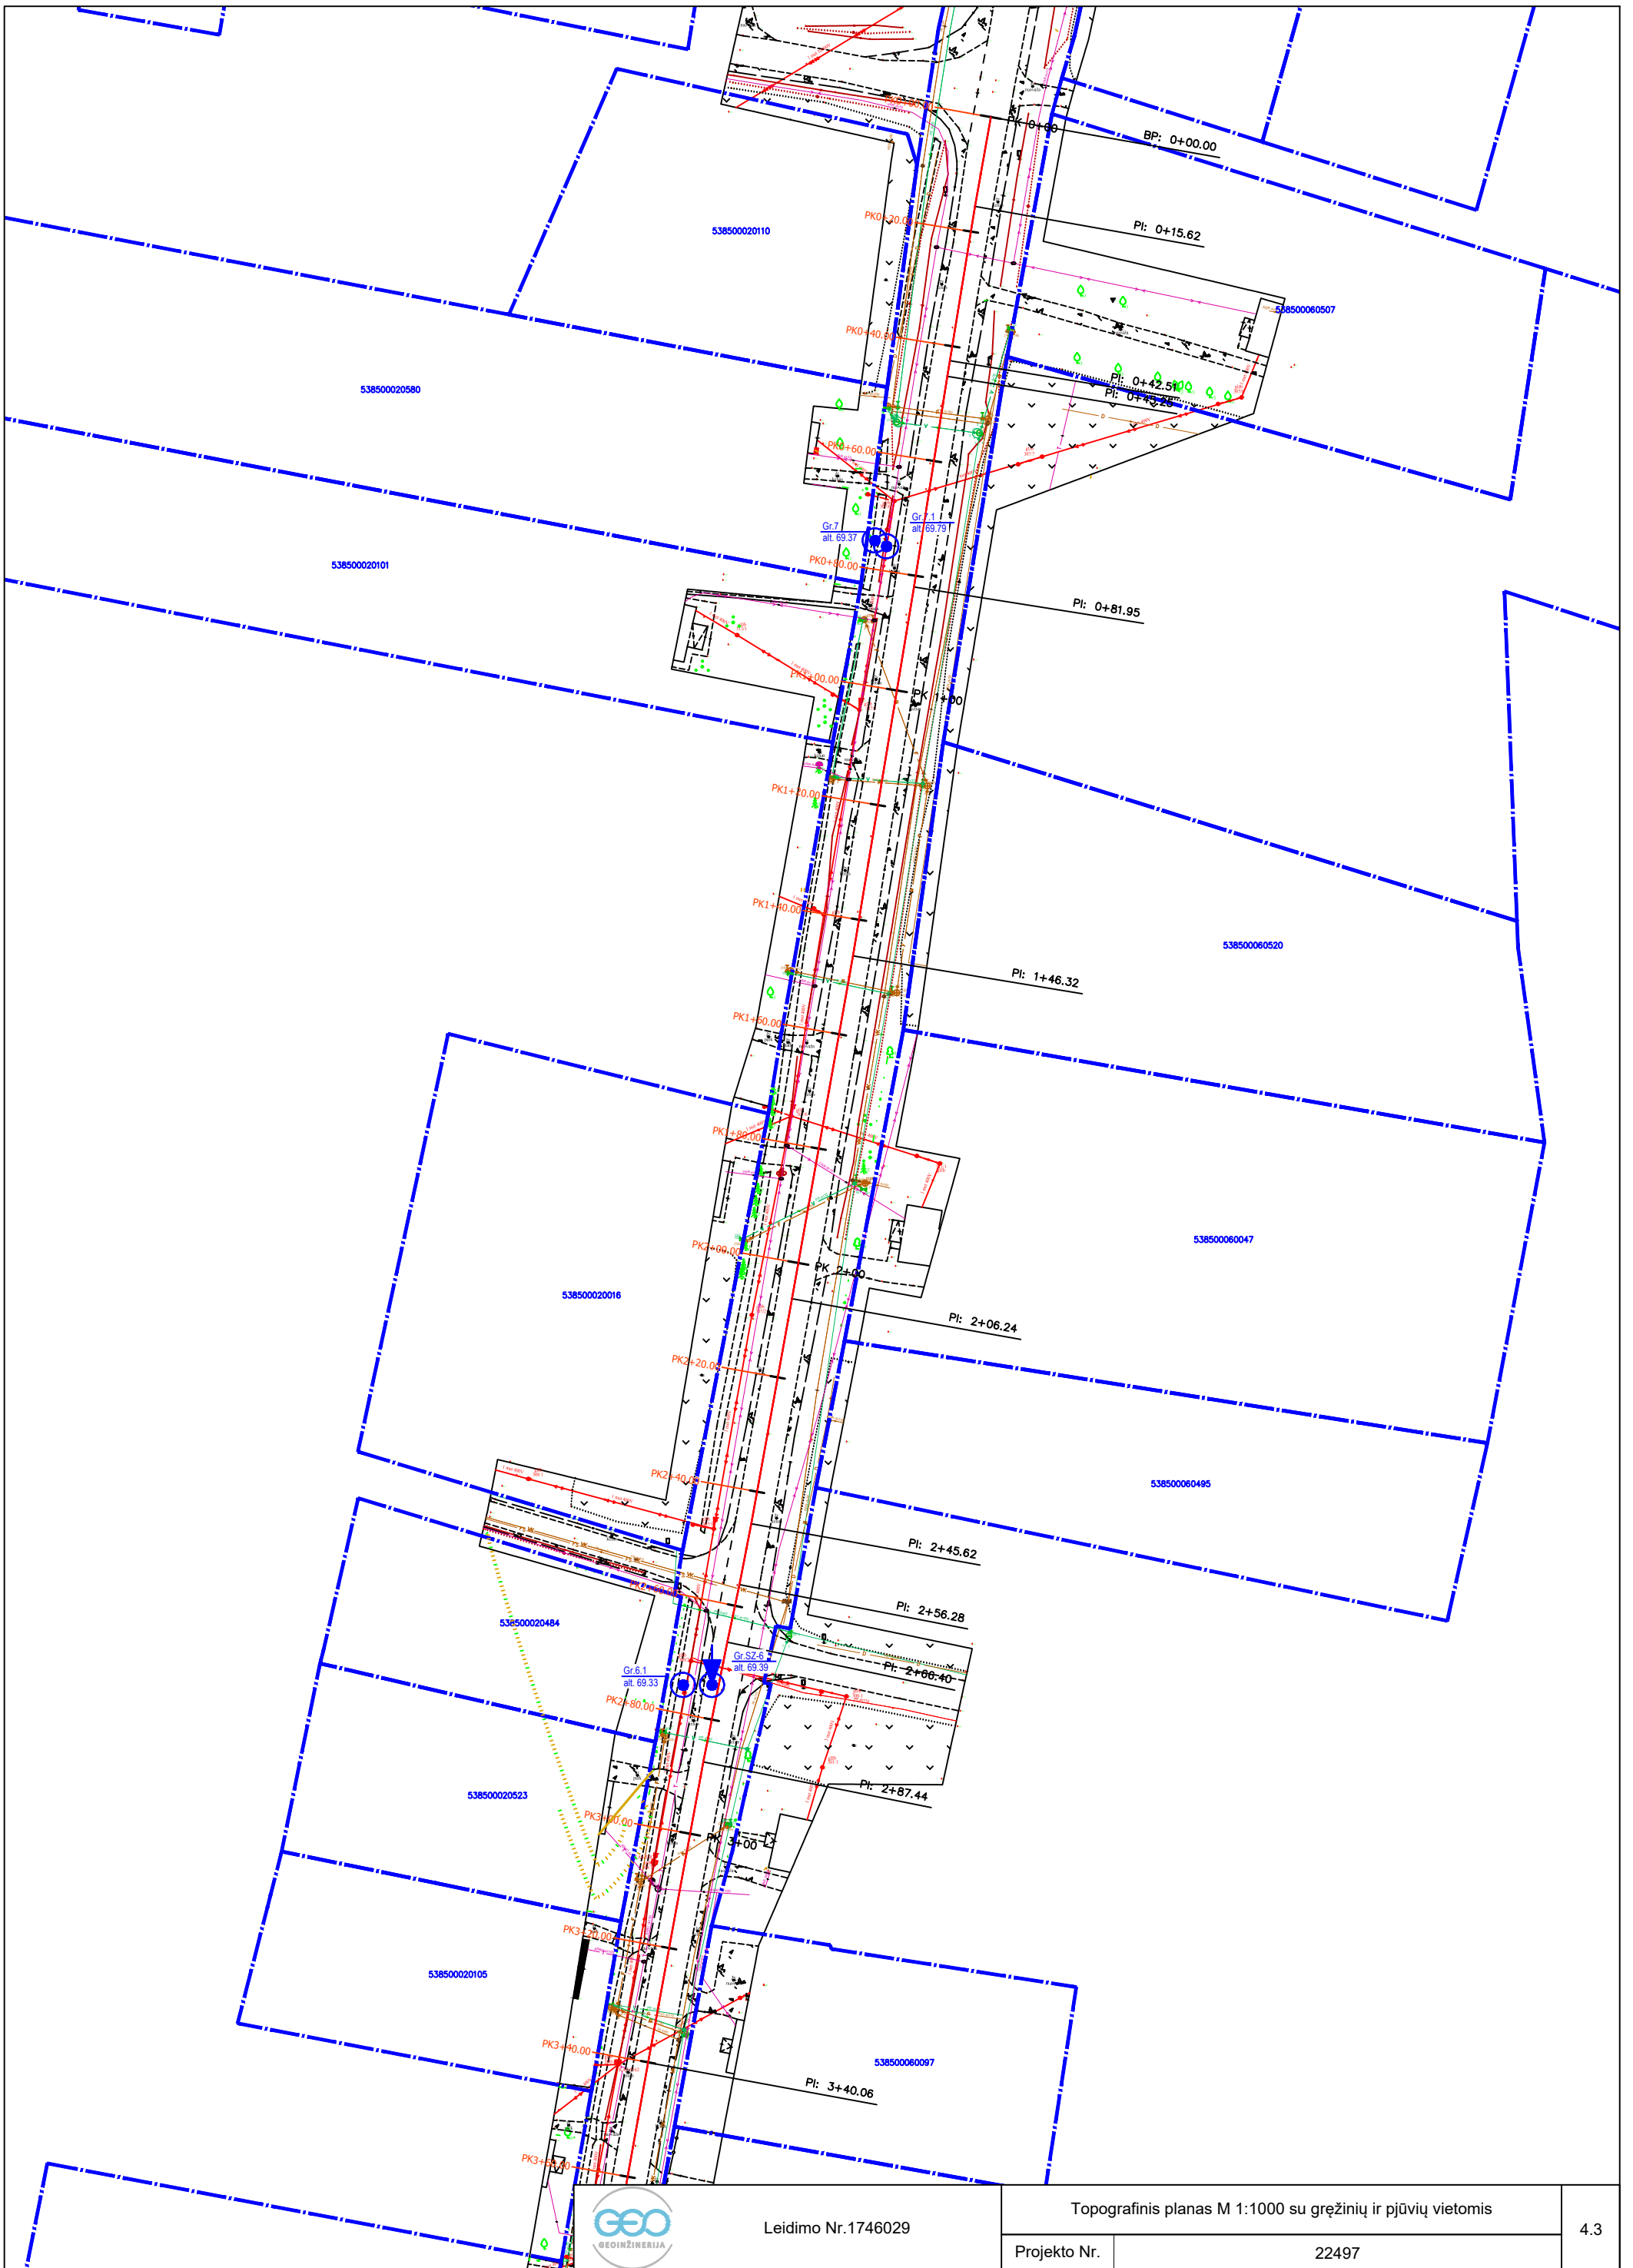 PK 0+00
BP: 0+00.00
PK0+20.00
PI: 0+15.62
538500020110
538500060507
PK0+40.00
PI: 0+42.51
538500020580
PK0+60.00
Gr.7
alt. 69.37
Gr.7.1
alt. 69.79
PK0+80.00
538500020101
PI: 0+81.95
PK1+00.00
PK 1+00
PK1+20.00
PK1+40.00
538500060520
PI: 1+46.32
PK1+60.00
PK1+80.00
538500060047
PK2+00.00
PK 2+00
538500020016
PI: 2+06.24
PK2+20.00
PK2+40.00
538500060495
PI: 2+45.62
PI: 2+56.28
538500020484
Gr.6.1
alt. 69.33
Gr.SZ-6
alt. 69.39
PI: 2+66.40
PK2+80.00
PI: 2+87.44
538500020523
PK3+00.00
PK 3+00
PK3+20.00
538500020105
PK3+40.00
538500060097
PI: 3+40.06
PK3+60.00
GEO
GEOINŽINERIJA
Leidimo Nr.1746029
Topografinis planas M 1:1000 su gręžinių ir pjūvių vietomis
4.3
Projekto Nr.
22497